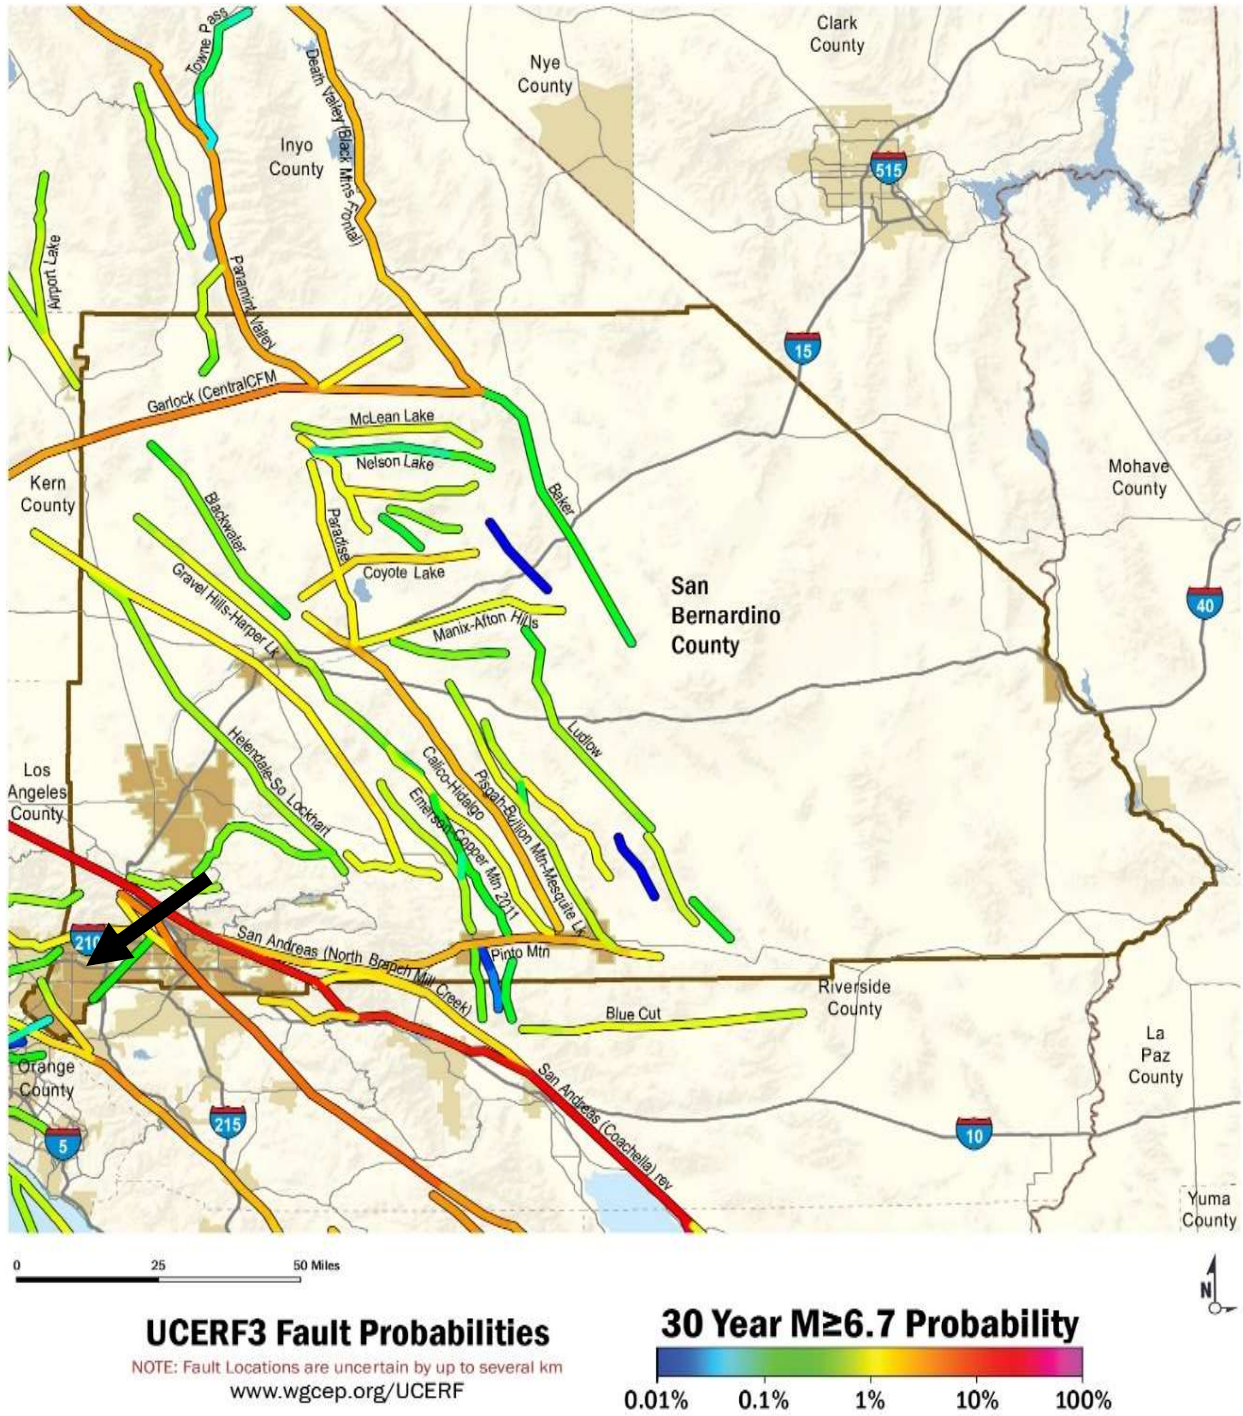 Clark
County
Nye
County
Towne Pass
Death Valley (Black Mtns Frontal)
Inyo
County
515
Airport Lake
Panamint Valley
15
Garlock (CentralCFM
McLean Lake
Nelson Lake
Kern
County
Mohave
County
Blackwater
Paradise
Baker
Coyote Lake
Gravel Hills-Harper Lk
San
Bernardino
County
40
Manix-Afton Hills
Helendale-So Lockhart
Ludlow
Calico-Hidalgo
Pisgah-Bullion Mtn-Mesquite Lk
Emerson-Copper Mtn 2011
Los
Angeles
County
210
San Andreas (North Branch Mill Creek)
Pinto Mtn
Riverside
County
Blue Cut
La
Paz
County
Orange
County
San Andreas (Coachella) rev
215
5
10
Yuma
County
0 25 50 Miles
N
UCERF3 Fault Probabilities
NOTE: Fault Locations are uncertain by up to several km
www.wgcep.org/UCERF
30 Year M≥6.7 Probability
0.01% 0.1% 1% 10% 100%